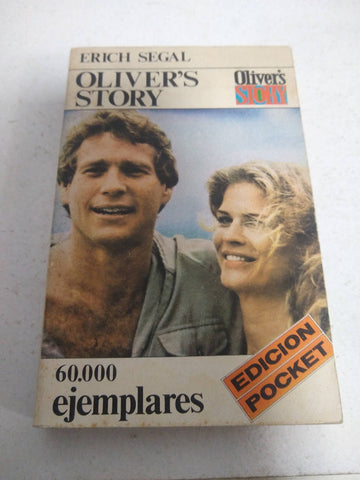 ERICH SEGAL
OLIVER'S
STORY
Oliver's
STORY
EDICION
POCKET
60.000
ejemplares